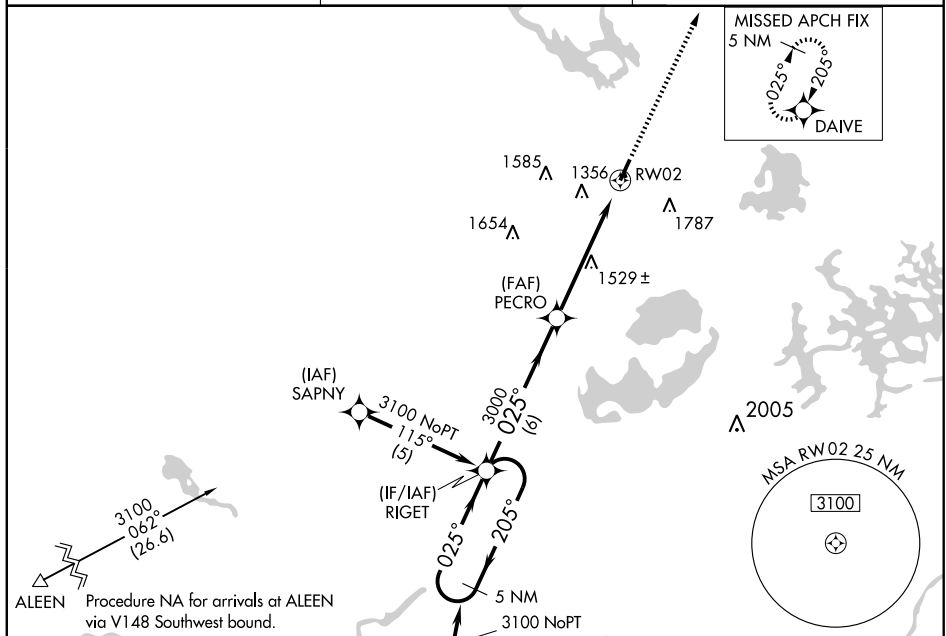 MISSED APCH FIX
5 NM
025°
205°
DAIVE
1585
1356
RW02
1654
1787
1529 ±
(FAF)
PECRO
(IAF)
SAPNY
3100 NoPT
115°
(5)
3000
025°
(6)
2005
(IF/IAF)
RIGET
MSA RW02 25 NM
3100
025°
205°
3100
062°
(26.6)
5 NM
ALEEN
Procedure NA for arrivals at ALEEN
via V148 Southwest bound.
3100 NoPT